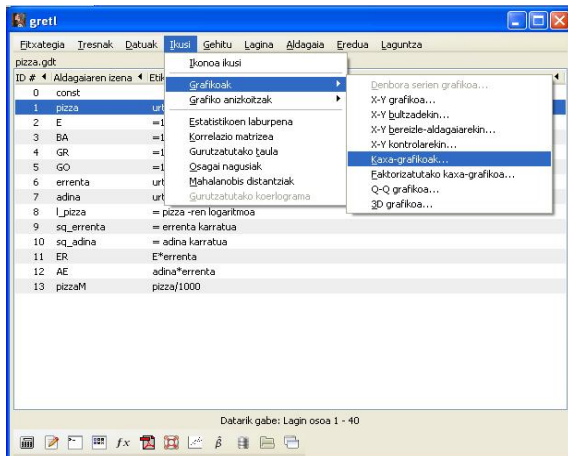 gretl
Fitxategia Tresnak Datuak Ikusi Gehitu Lagina Aldagaia Eredua Laguntza
pizza.gdt
ID # Aldagaiaren izena Etik
0 const
1 pizza urt
2 E =1
3 BA =1
4 GR =1
5 GO =1
6 errenta urt
7 adina urt
8 l_pizza = pizza -ren logaritmoa
9 sq_errenta = errenta karratua
10 sq_adina = adina karratua
11 ER E*errenta
12 AE adina*errenta
13 pizzaM pizza/1000
Ikonoa ikusi
Grafikoak
Grafiko anizkoitzak
Estatistikoen laburpena
Korrelazio matrizea
Gurutzatutako taula
Osagai nagusiak
Mahalanobis distantziak
Gurutzatutako koerlograma
Denbora serien grafikoa...
X-Y grafikoa...
X-Y bultzadekin...
X-Y bereizle-aldagaiarekin...
X-Y kontrolarekin...
Kaxa-grafikoak...
Faktorizatutako kaxa-grafikoa...
Q-Q grafikoa...
3D grafikoa...
Datarik gabe: Lagin osoa 1 - 40
fx β̂